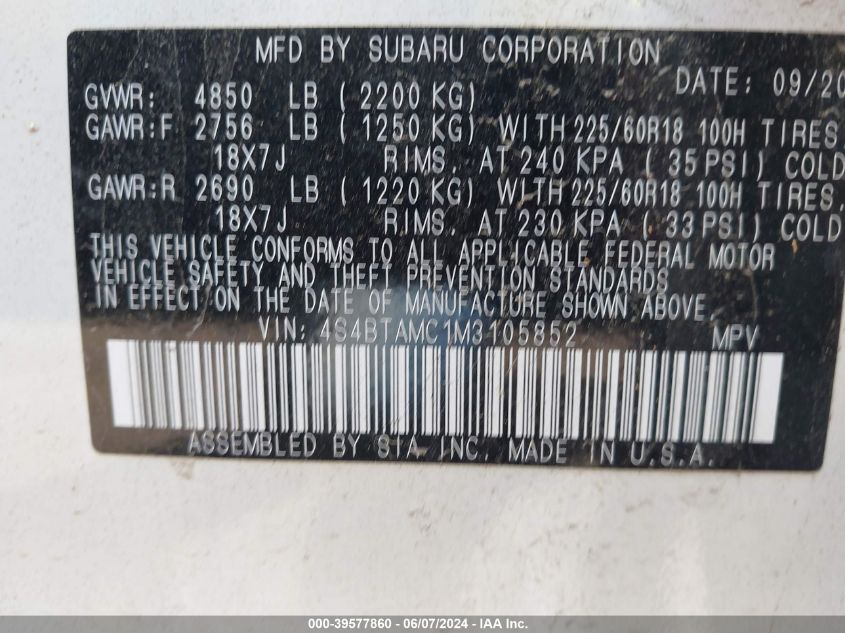 MFD BY SUBARU CORPORATION
DATE: 09/20
GVWR: 4850 LB ( 2200 KG)
GAWR:F 2756 LB ( 1250 KG) WITH 225/60R18 100H TIRES,
18X7J RIMS, AT 240 KPA ( 35 PSI) COLD
GAWR:R 2690 LB ( 1220 KG) WITH 225/60R18 100H TIRES,
18X7J RIMS, AT 230 KPA ( 33 PSI) COLD
THIS VEHICLE CONFORMS TO ALL APPLICABLE FEDERAL MOTOR
VEHICLE SAFETY AND THEFT PREVENTION STANDARDS
IN EFFECT ON THE DATE OF MANUFACTURE SHOWN ABOVE.
VIN: 4S4BTAMC1M3105852 MPV
ASSEMBLED BY SIA, INC. MADE IN U.S.A.
000-39577860 - 06/07/2024 - IAA Inc.